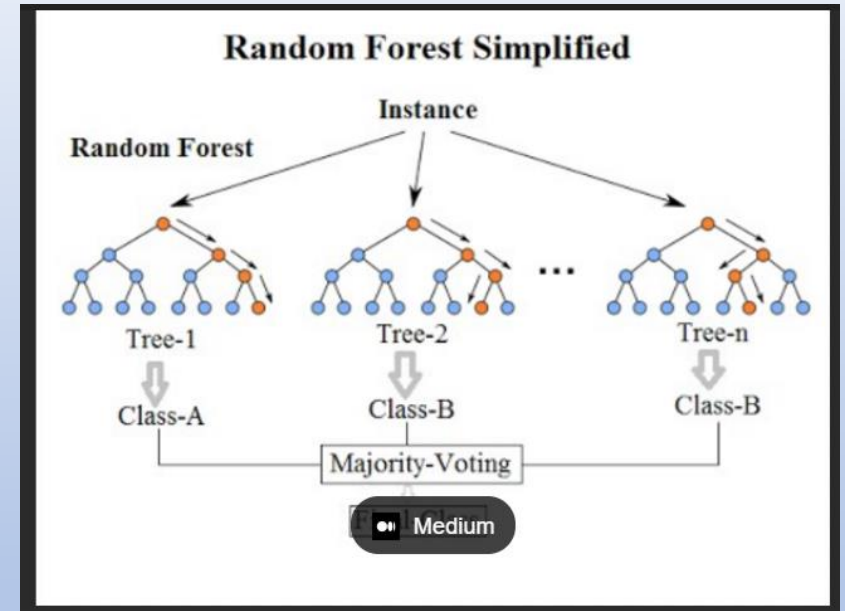 Random Forest Simplified
Instance
Random Forest
...
Tree-1 Tree-2 Tree-n
Class-A Class-B Class-B
Majority-Voting
Medium